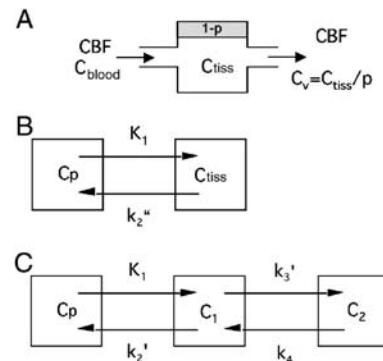 A
1-p
CBF
CBF
C_blood
C_tiss
C_v=C_tiss/p
B
K_1
Cp
C_tiss
k_2"
C
K_1
k_3'
Cp
C_1
C_2
k_2'
k_4